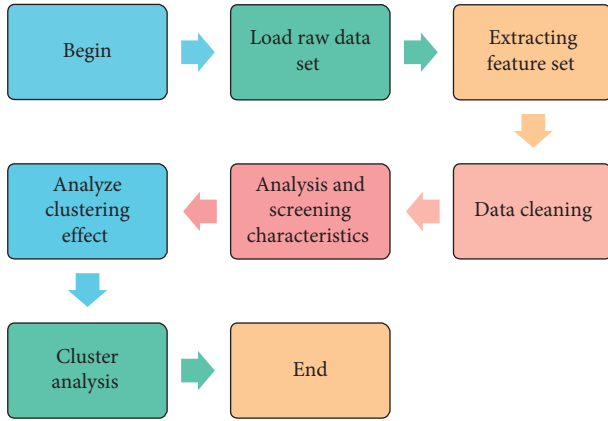 Begin
Load raw data
set
Extracting
feature set
Analyze
clustering
effect
Analysis and
screening
characteristics
Data cleaning
Cluster
analysis
End